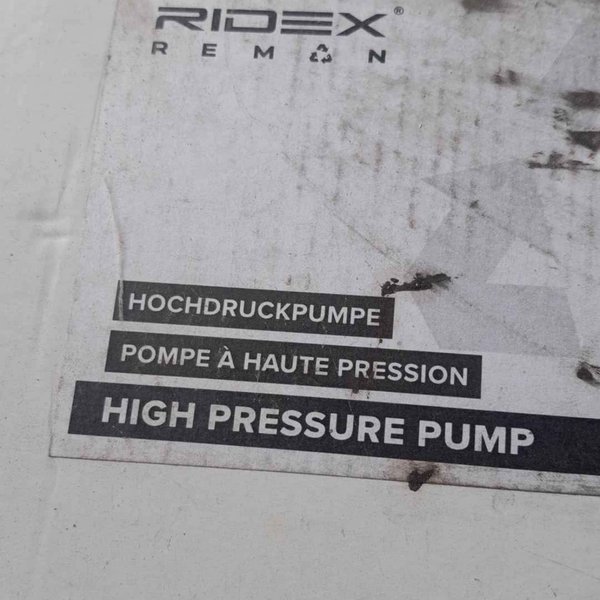 RIDEX®
REMAN
HOCHDRUCKPUMPE
POMPE À HAUTE PRESSION
HIGH PRESSURE PUMP